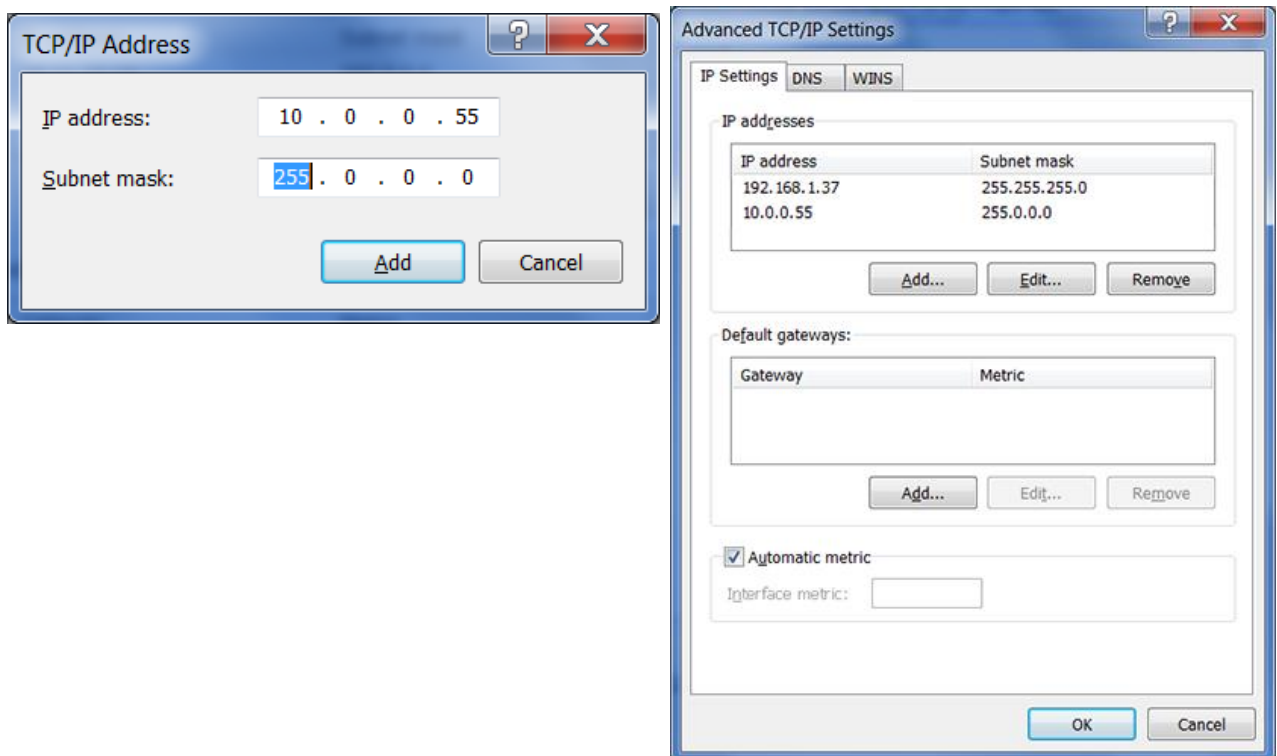 TCP/IP Address
IP address: 10 . 0 . 0 . 55
Subnet mask: 255 . 0 . 0 . 0
Add Cancel
Advanced TCP/IP Settings
IP Settings DNS WINS
IP addresses
IP address Subnet mask
192.168.1.37 255.255.255.0
10.0.0.55 255.0.0.0
Add... Edit... Remove
Default gateways:
Gateway Metric
Add... Edit... Remove
Automatic metric
Interface metric:
OK Cancel